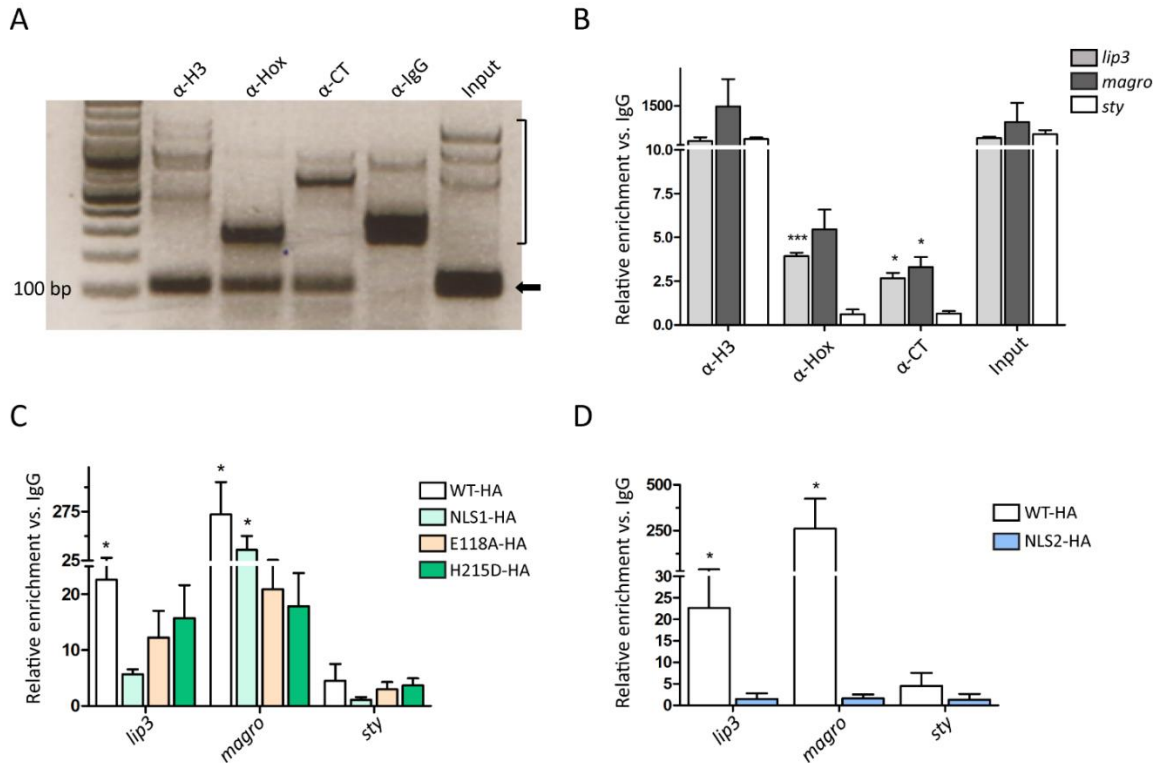 A
α-H3
α-Hox
α-CT
α-IgG
Input
100 bp
B
Relative enrichment vs. IgG
1500
10.0
7.5
5.0
2.5
0.0
***
*
*
lip3
magro
sty
α-H3
α-Hox
α-CT
Input
C
Relative enrichment vs. IgG
275
25
20
10
0
*
*
*
WT-HA
NLS1-HA
E118A-HA
H215D-HA
lip3
magro
sty
D
Relative enrichment vs. IgG
500
250
30
25
20
15
10
5
0
*
*
WT-HA
NLS2-HA
lip3
magro
sty